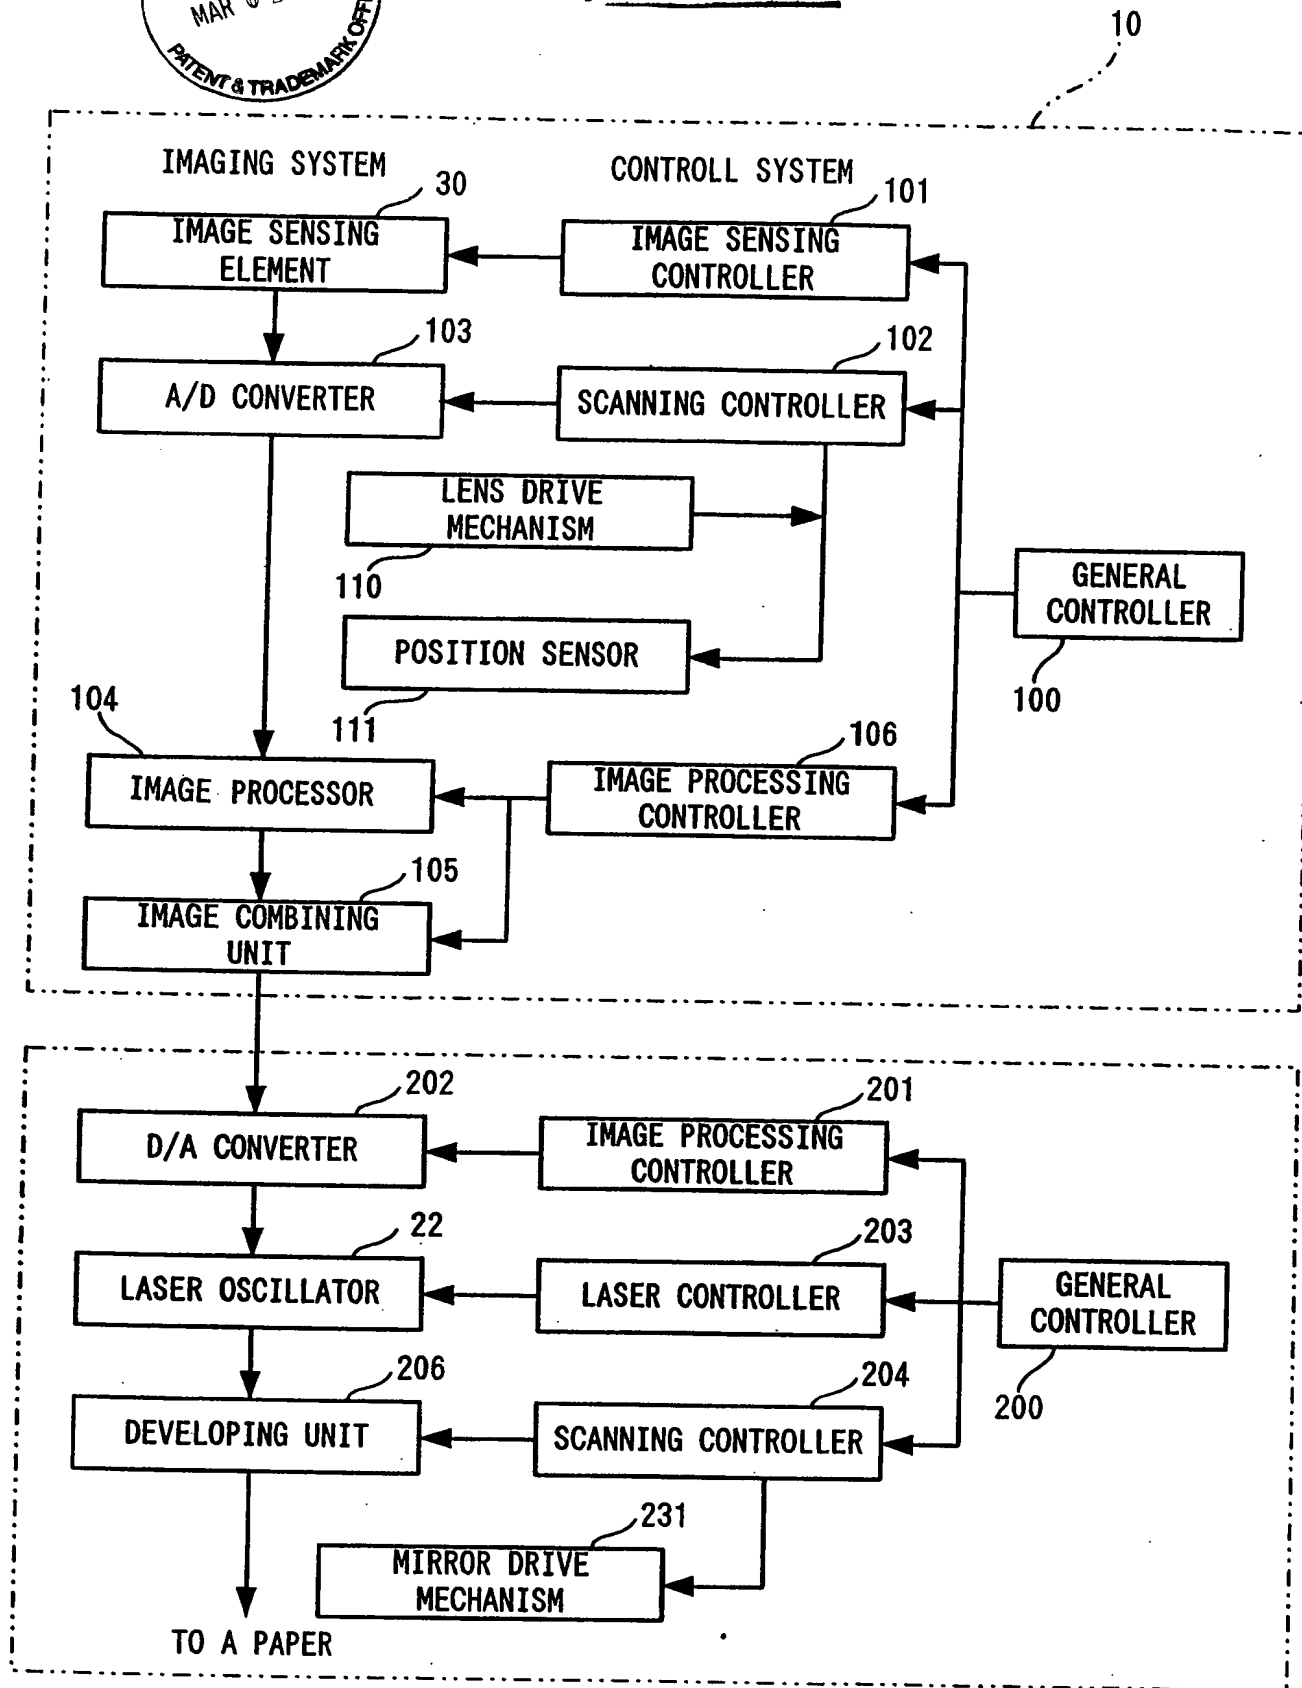 MAR
PATENT & TRADEMARK OFF
10
IMAGING SYSTEM
CONTROLL SYSTEM
30
101
IMAGE SENSING
ELEMENT
IMAGE SENSING
CONTROLLER
103
102
A/D CONVERTER
SCANNING CONTROLLER
LENS DRIVE
MECHANISM
110
GENERAL
CONTROLLER
100
POSITION SENSOR
111
104
106
IMAGE PROCESSOR
IMAGE PROCESSING
CONTROLLER
105
IMAGE COMBINING
UNIT
202
201
D/A CONVERTER
IMAGE PROCESSING
CONTROLLER
22
203
LASER OSCILLATOR
LASER CONTROLLER
GENERAL
CONTROLLER
200
206
204
DEVELOPING UNIT
SCANNING CONTROLLER
231
MIRROR DRIVE
MECHANISM
TO A PAPER